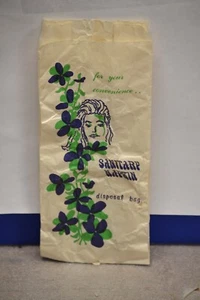 for your
convenience...
SANITARY
NAPKIN
disposal bag